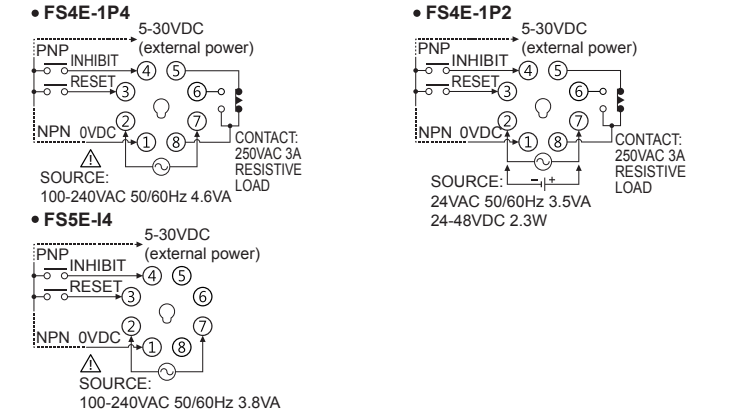 • FS4E-1P4
5-30VDC
(external power)
PNP
INHIBIT
RESET
④ ⑤
③ ⑥
② ⑦
① ⑧
NPN 0VDC
CONTACT:
250VAC 3A
RESISTIVE
LOAD
SOURCE:
100-240VAC 50/60Hz 4.6VA
• FS4E-1P2
5-30VDC
(external power)
PNP
INHIBIT
RESET
④ ⑤
③ ⑥
② ⑦
① ⑧
NPN 0VDC
CONTACT:
250VAC 3A
RESISTIVE
LOAD
SOURCE:
- +
24VAC 50/60Hz 3.5VA
24-48VDC 2.3W
• FS5E-I4
5-30VDC
(external power)
PNP
INHIBIT
RESET
④ ⑤
③ ⑥
② ⑦
① ⑧
NPN 0VDC
SOURCE:
100-240VAC 50/60Hz 3.8VA